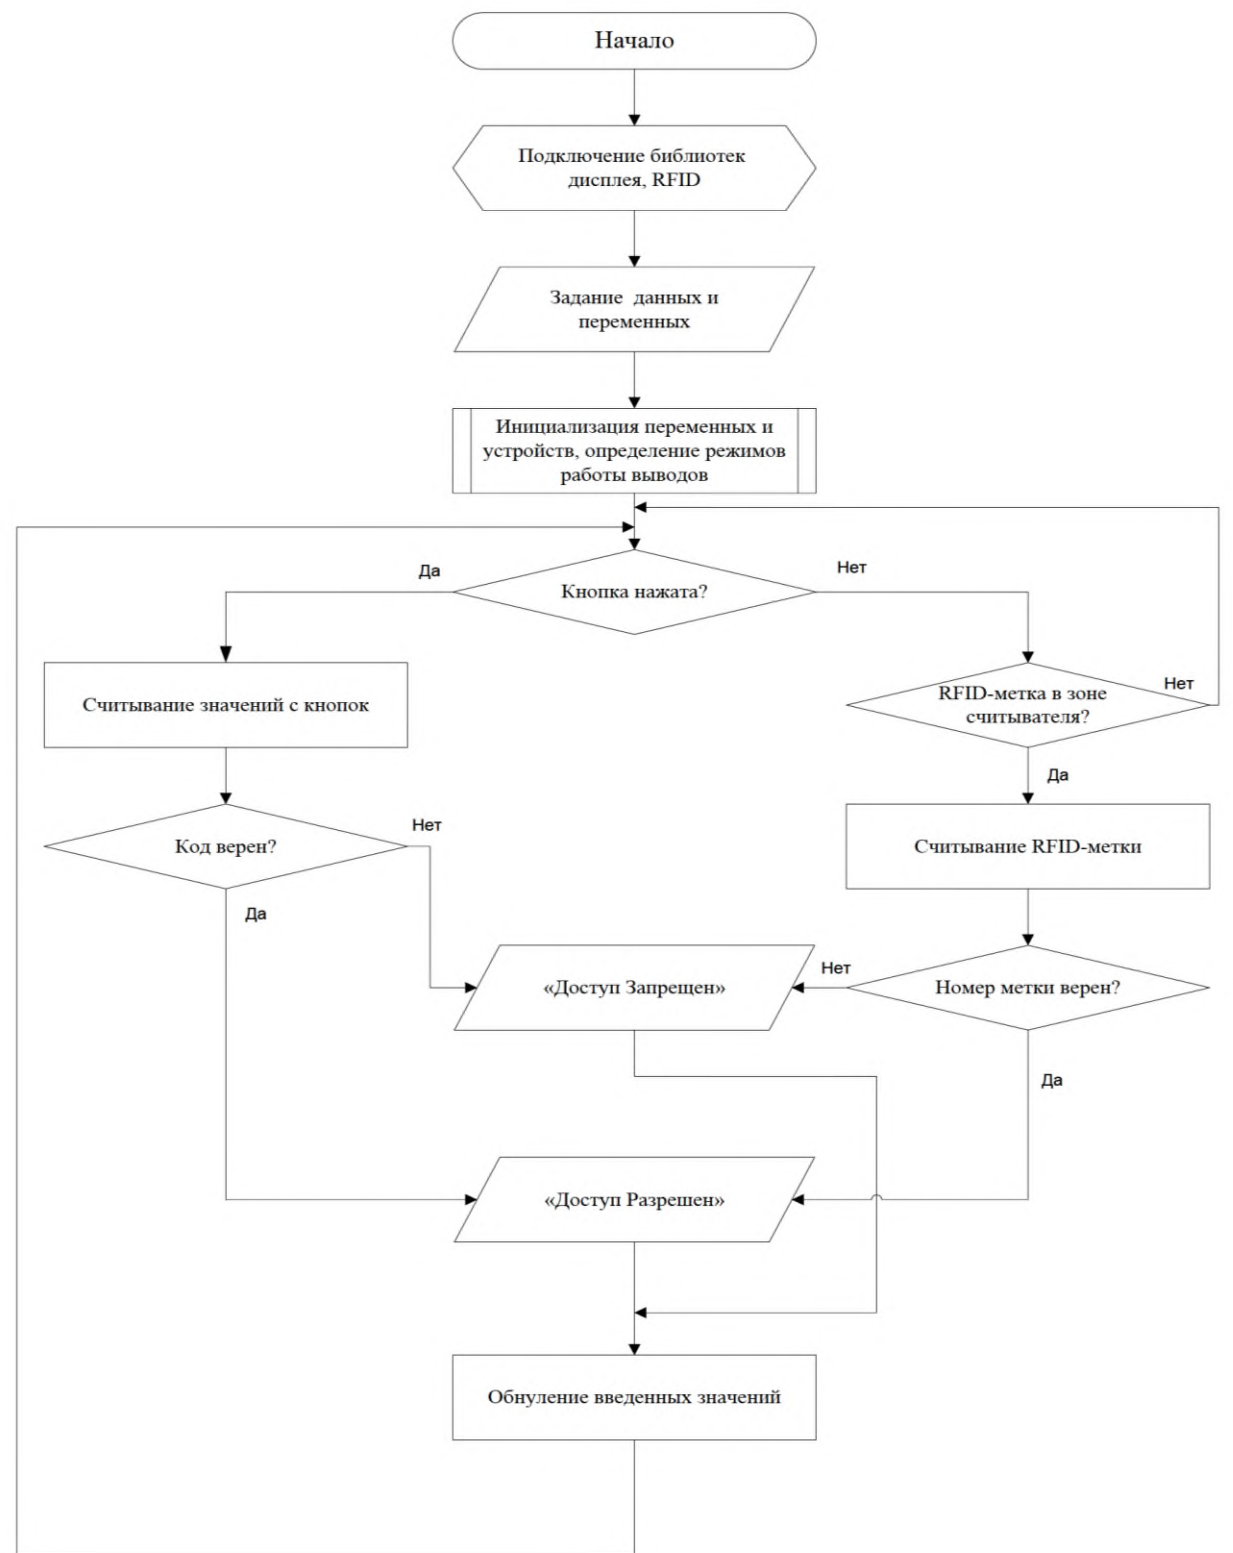 Начало
Подключение библиотек
дисплея, RFID
Задание данных и
переменных
Инициализация переменных и
устройств, определение режимов
работы выводов
Да
Кнопка нажата?
Нет
Считывание значений с кнопок
RFID-метка в зоне
считывателя?
Нет
Да
Код верен?
Нет
Считывание RFID-метки
Да
«Доступ Запрещен»
Нет
Номер метки верен?
Да
«Доступ Разрешен»
Обнуление введенных значений